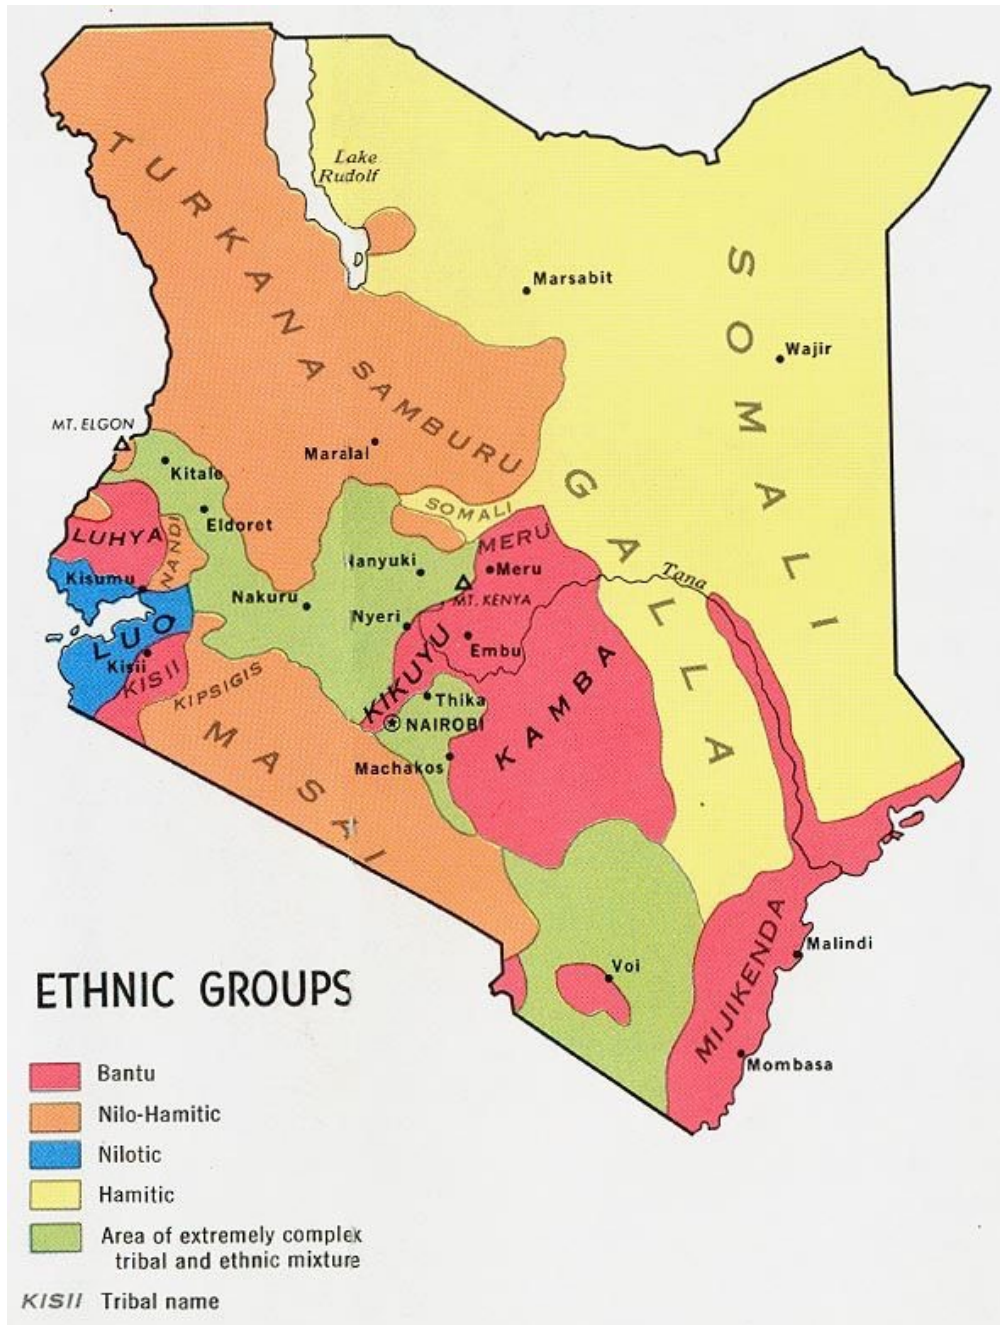 Lake
Rudolf
TURKANA
Marsabit
SOMALI
Wajir
SAMBURU
MT. ELGON
Maralal
Kitale
GALLA
SOMALI
Eldoret
LUHYA
NANDI
MERU
Nanyuki
Meru
Tana
Kisumu
MT. KENYA
Nakuru
Nyeri
LUO
Embu
Kisii
KISII
KIKUYU
KAMBA
KIPSIGIS
Thika
NAIROBI
MASAI
Machakos
Malindi
Voi
MIJIKENDA
Mombasa
ETHNIC GROUPS
Bantu
Nilo-Hamitic
Nilotic
Hamitic
Area of extremely complex
tribal and ethnic mixture
KISII Tribal name